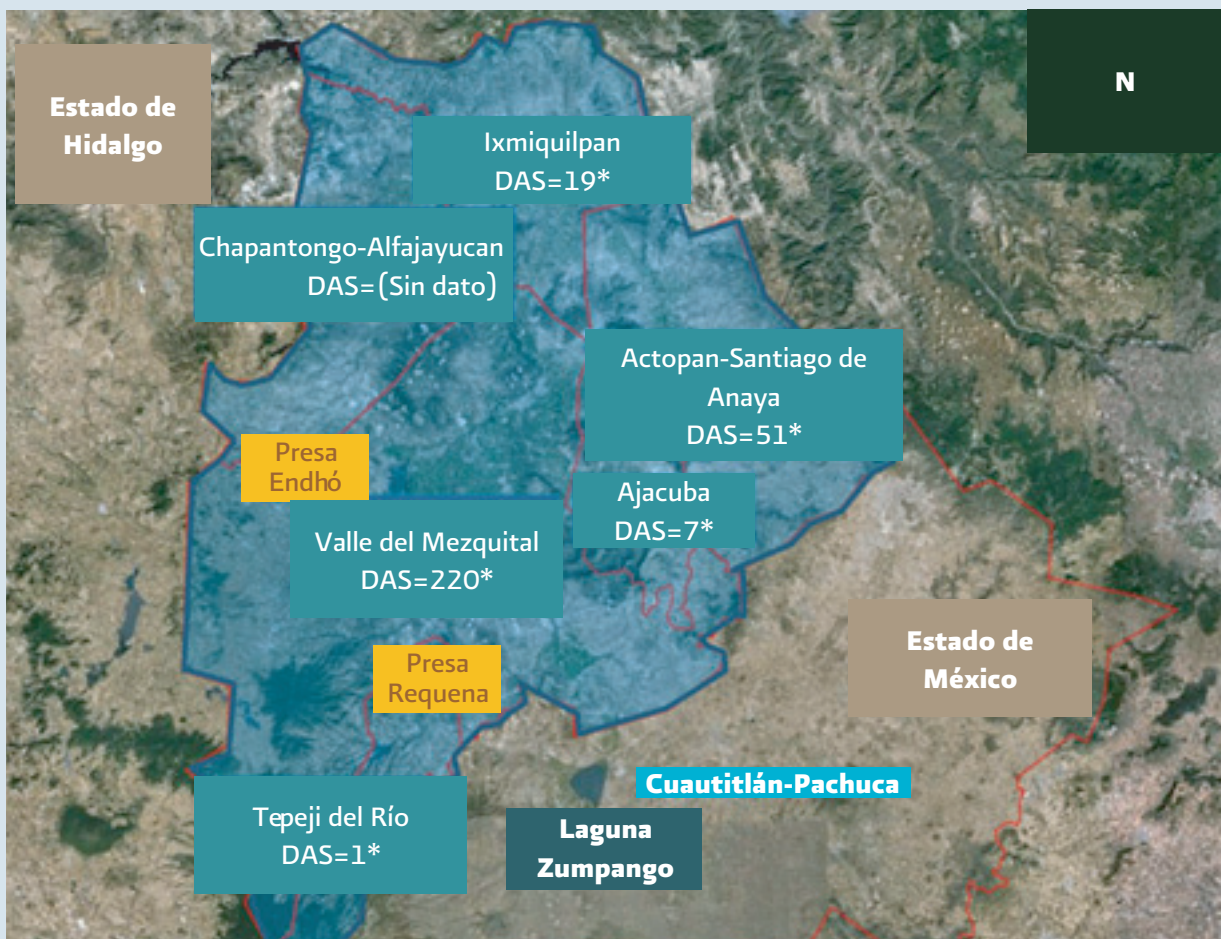 Estado de
Hidalgo
N
Ixmiquilpan
DAS=19*
Chapantongo-Alfajayucan
DAS=(Sin dato)
Actopan-Santiago de
Anaya
DAS=51*
Presa
Endhó
Ajacuba
DAS=7*
Valle del Mezquital
DAS=220*
Estado de
México
Presa
Requena
Cuautitlán-Pachuca
Tepeji del Río
DAS=1*
Laguna
Zumpango